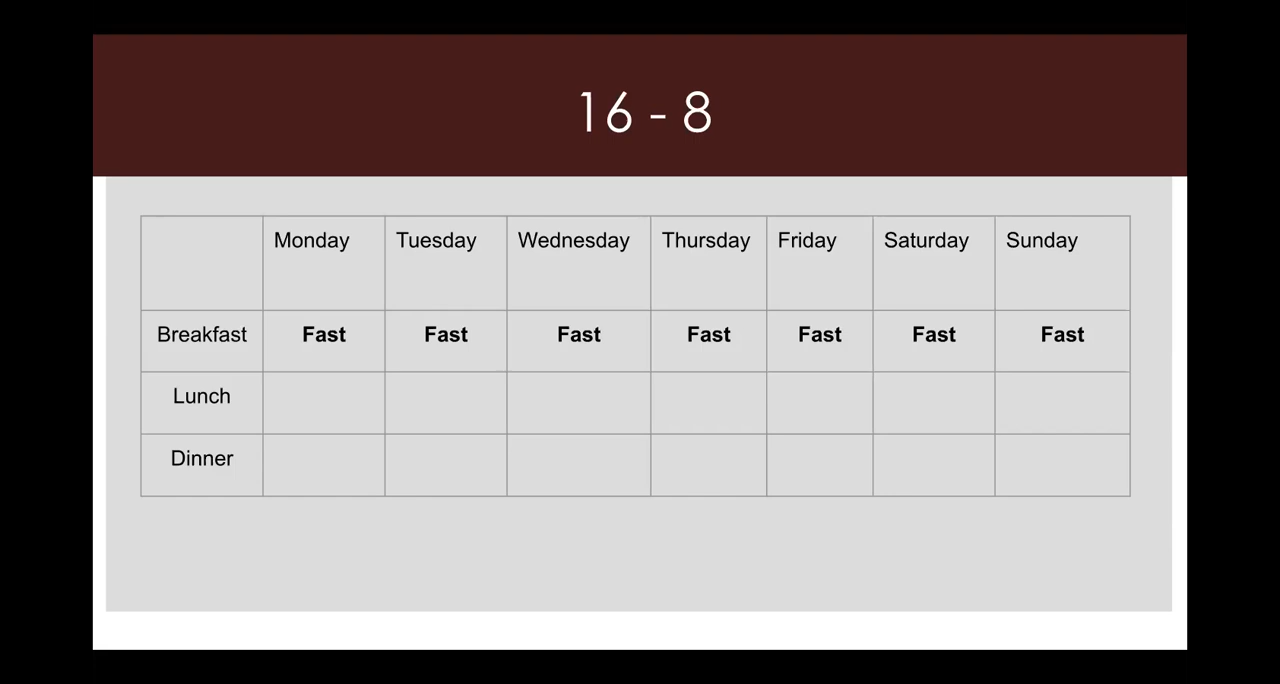 16 - 8
Monday Tuesday Wednesday Thursday Friday Saturday Sunday
Breakfast Fast Fast Fast Fast Fast Fast Fast
Lunch
Dinner